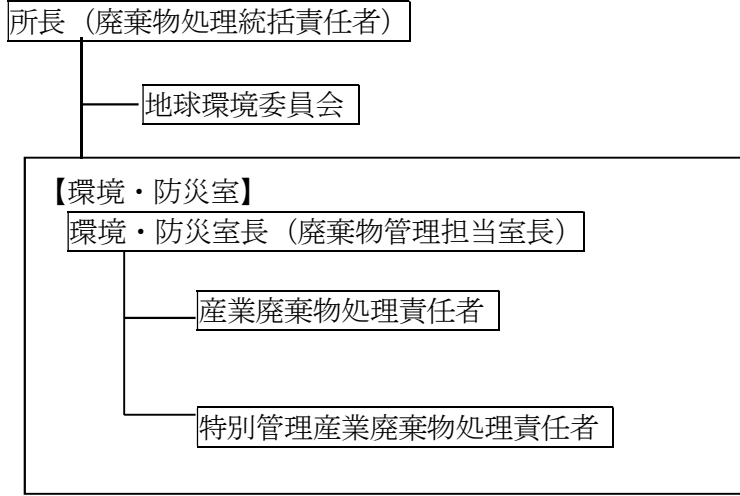 所長（廃棄物処理統括責任者）
地球環境委員会
【環境・防災室】
環境・防災室長（廃棄物管理担当室長）
産業廃棄物処理責任者
特別管理産業廃棄物処理責任者